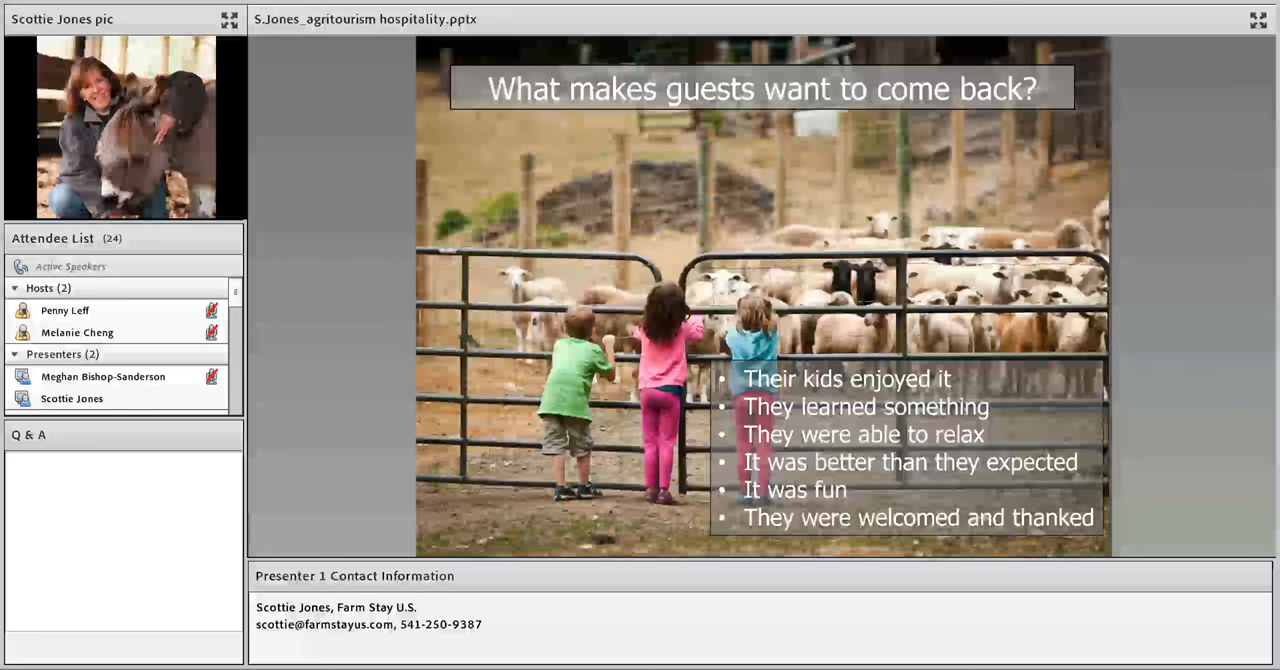 Scottie Jones pic
S.Jones_agritourism hospitality.pptx
What makes guests want to come back?
• Their kids enjoyed it
• They learned something
• They were able to relax
• It was better than they expected
• It was fun
• They were welcomed and thanked
Attendee List (24)
Active Speakers
Hosts (2)
Penny Leff
Melanie Cheng
Presenters (2)
Meghan Bishop-Sanderson
Scottie Jones
Q & A
Presenter 1 Contact Information
Scottie Jones, Farm Stay U.S.
scottie@farmstayus.com, 541-250-9387